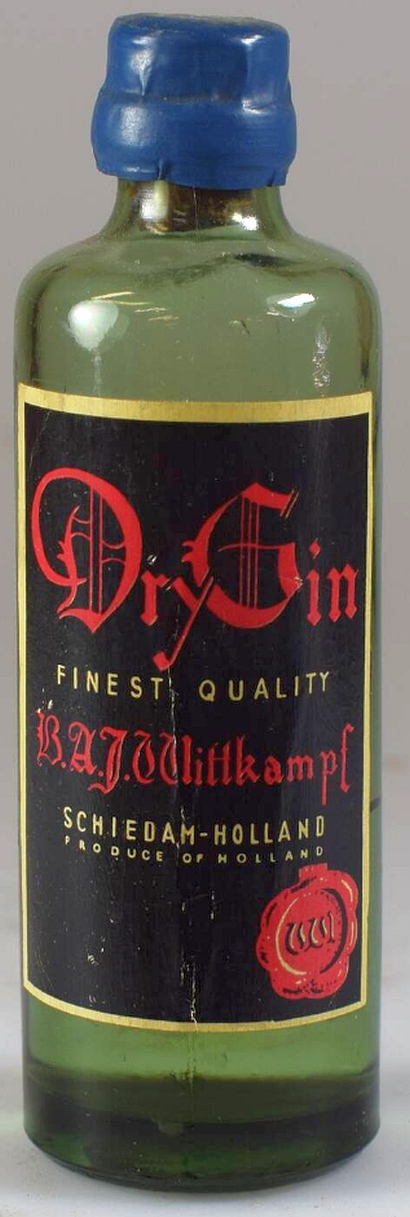 Dry Gin
FINEST QUALITY
B.A.J. Wittkampf
SCHIEDAM-HOLLAND
PRODUCE OF HOLLAND